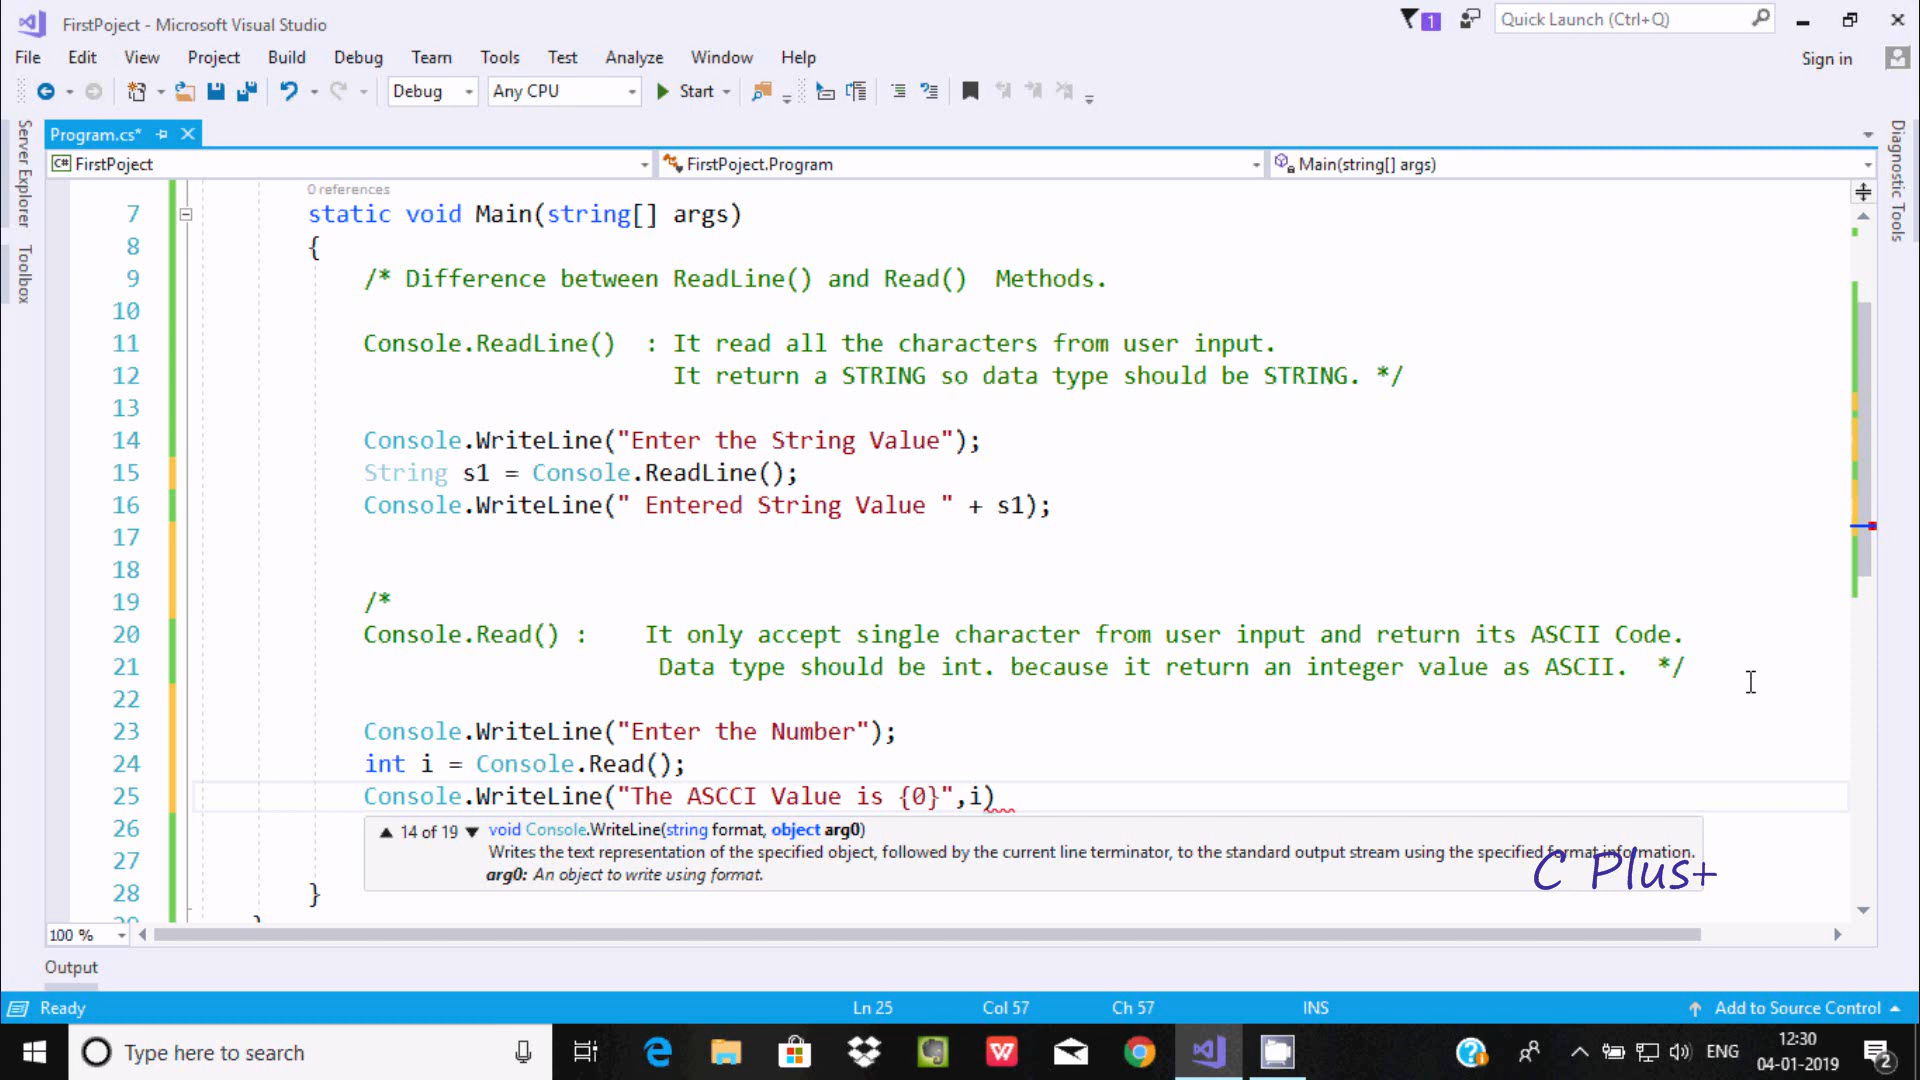 FirstPoject - Microsoft Visual Studio
1
Quick Launch (Ctrl+Q)
File Edit View Project Build Debug Team Tools Test Analyze Window Help
Sign in
Debug Any CPU Start
Server Explorer
Toolbox
Diagnostic Tools
Program.cs*
C# FirstPoject
FirstPoject.Program
Main(string[] args)
0 references
7 static void Main(string[] args)
8 {
9 /* Difference between ReadLine() and Read()  Methods.
10
11 Console.ReadLine()  : It read all the characters from user input.
12 It return a STRING so data type should be STRING. */
13
14 Console.WriteLine("Enter the String Value");
15 String s1 = Console.ReadLine();
16 Console.WriteLine(" Entered String Value " + s1);
17
18
19 /*
20 Console.Read() :    It only accept single character from user input and return its ASCII Code.
21 Data type should be int. because it return an integer value as ASCII.  */
22
23 Console.WriteLine("Enter the Number");
24 int i = Console.Read();
25 Console.WriteLine("The ASCCI Value is {0}",i)
26
14 of 19 void Console.WriteLine(string format, object arg0)
Writes the text representation of the specified object, followed by the current line terminator, to the standard output stream using the specified format information.
arg0: An object to write using format.
27
C Plus+
28 }
29 }
100 %
Output
Ready
Ln 25 Col 57 Ch 57 INS
Add to Source Control
Type here to search
ENG
12:30
04-01-2019
2